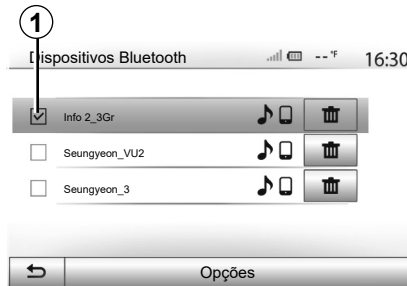 1
Dispositivos Bluetooth -- °F 16:30
Info 2_3Gr
Seungyeon_VU2
Seungyeon_3
Opções